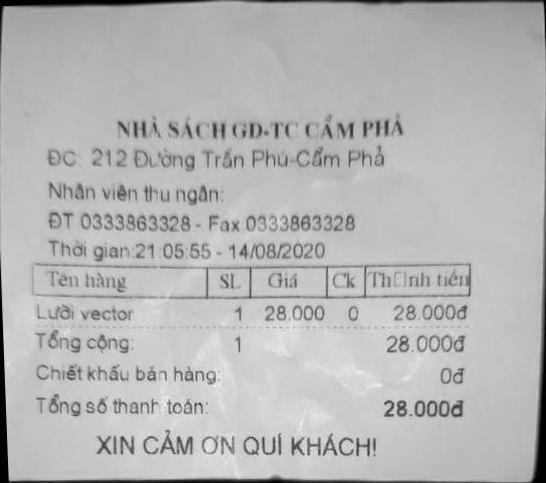 NHÀ SÁCH GD-TC CẨM PHẢ
ĐC: 212 Đường Trần Phú-Cẩm Phả
Nhân viên thu ngân:
ĐT 0333863328 - Fax 0333863328
Thời gian:21:05:55 - 14/08/2020
Tên hàng SL Giá Ck Th▯nh tiền
Lưỡi vector 1 28.000 0 28.000đ
Tổng cộng: 1 28.000đ
Chiết khấu bán hàng: 0đ
Tổng số thanh toán: 28.000đ
XIN CẢM ƠN QUÍ KHÁCH!